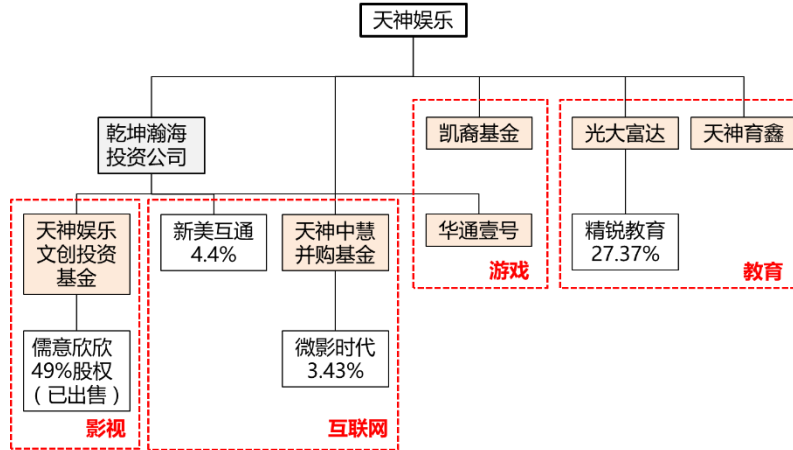 天神娱乐
乾坤瀚海
投资公司
凯裔基金
光大富达
天神育鑫
天神娱乐
文创投资
基金
新美互通
4.4%
天神中慧
并购基金
华通壹号
精锐教育
27.37%
游戏
教育
儒意欣欣
49%股权
（已出售）
微影时代
3.43%
影视
互联网